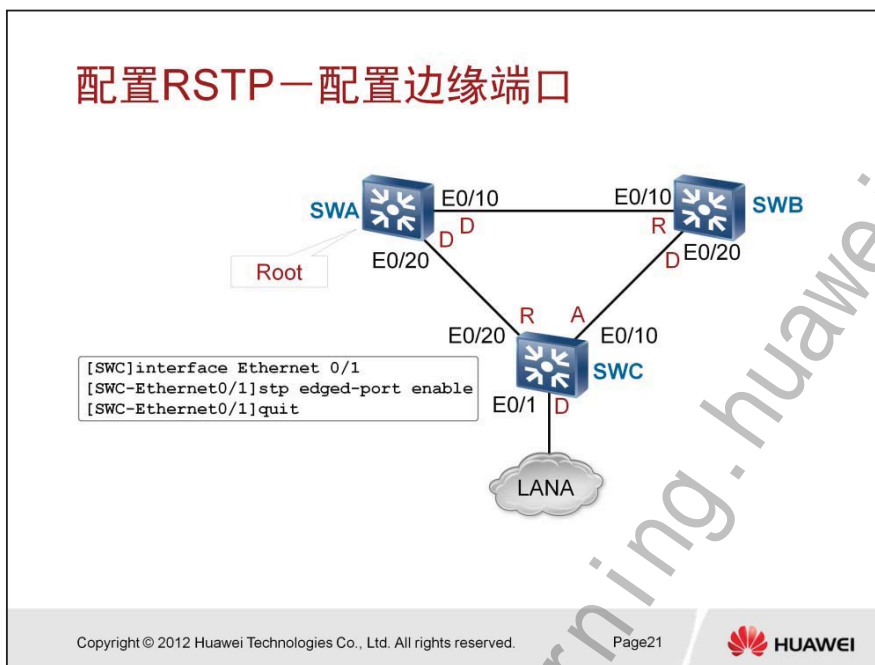 配置RSTP－配置边缘端口
SWA
E0/10
E0/10
SWB
D
D
R
E0/20
D
E0/20
Root
R
A
E0/20
E0/10
SWC
[SWC]interface Ethernet 0/1
[SWC-Ethernet0/1]stp edged-port enable
[SWC-Ethernet0/1]quit
E0/1
D
LANA
Copyright © 2012 Huawei Technologies Co., Ltd. All rights reserved.
Page21
HUAWEI
rning.huawe